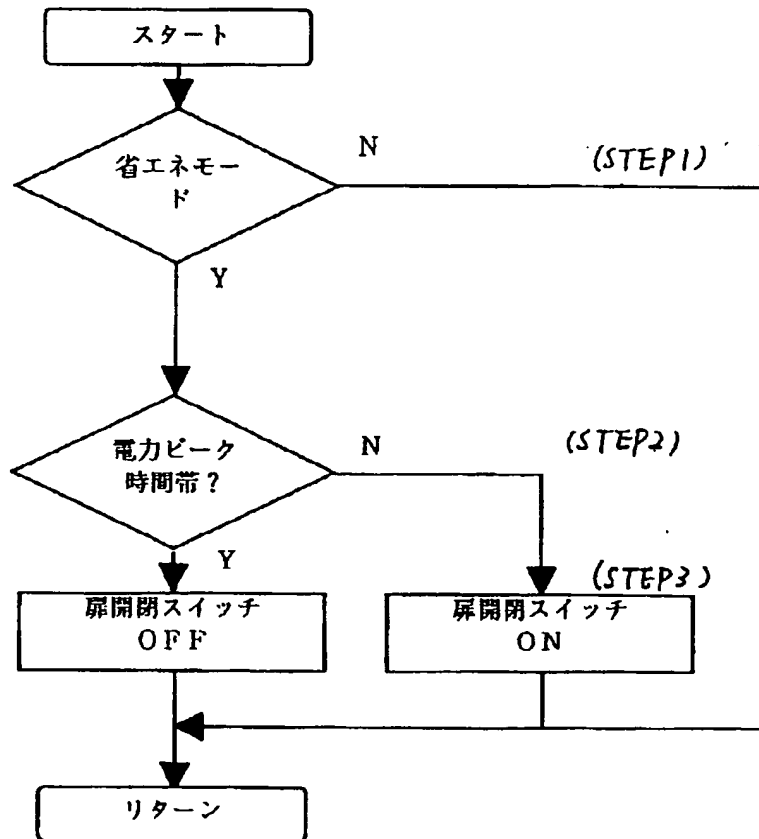 スタート
省エネモー
ド
N
(STEP1)
Y
電力ピーク
時間帯？
N
(STEP2)
Y
(STEP3)
扉開閉スイッチ
OFF
扉開閉スイッチ
ON
リターン